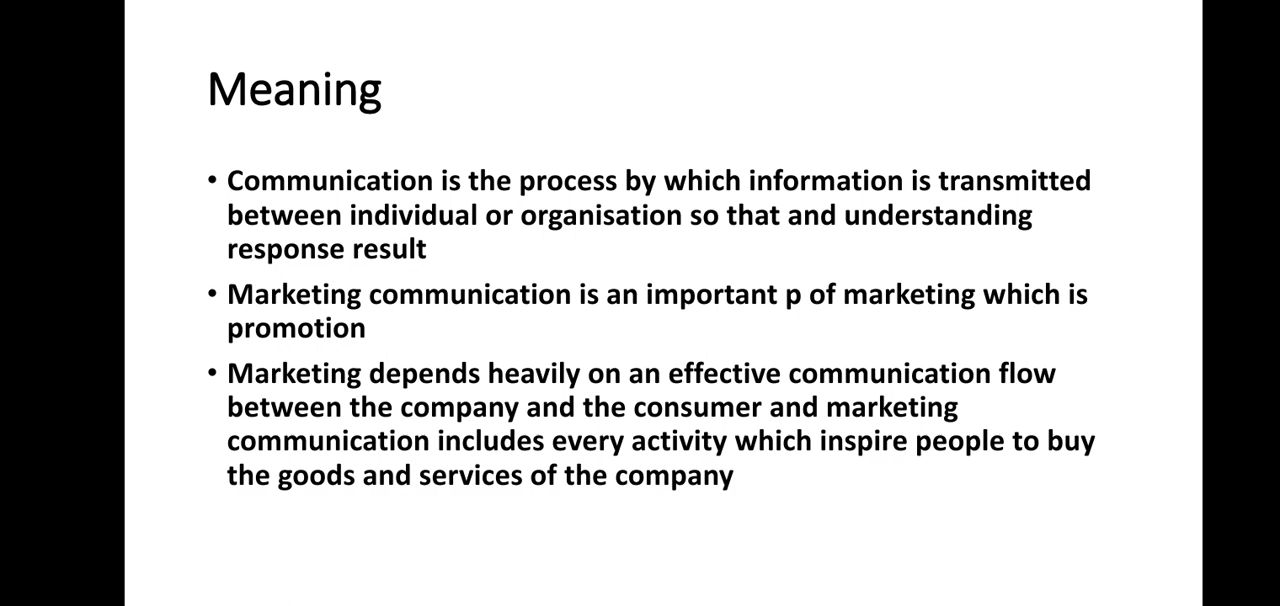 Meaning
• Communication is the process by which information is transmitted
between individual or organisation so that and understanding
response result
• Marketing communication is an important p of marketing which is
promotion
• Marketing depends heavily on an effective communication flow
between the company and the consumer and marketing
communication includes every activity which inspire people to buy
the goods and services of the company